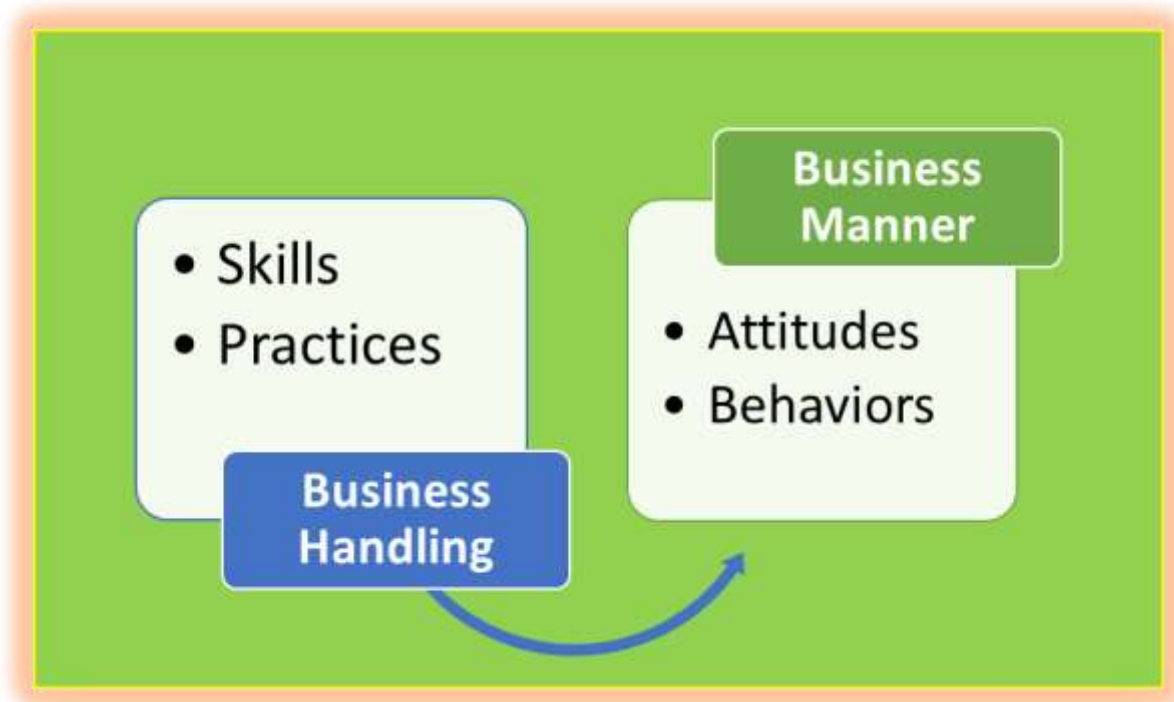 • Skills
• Practices
Business
Handling
Business
Manner
• Attitudes
• Behaviors